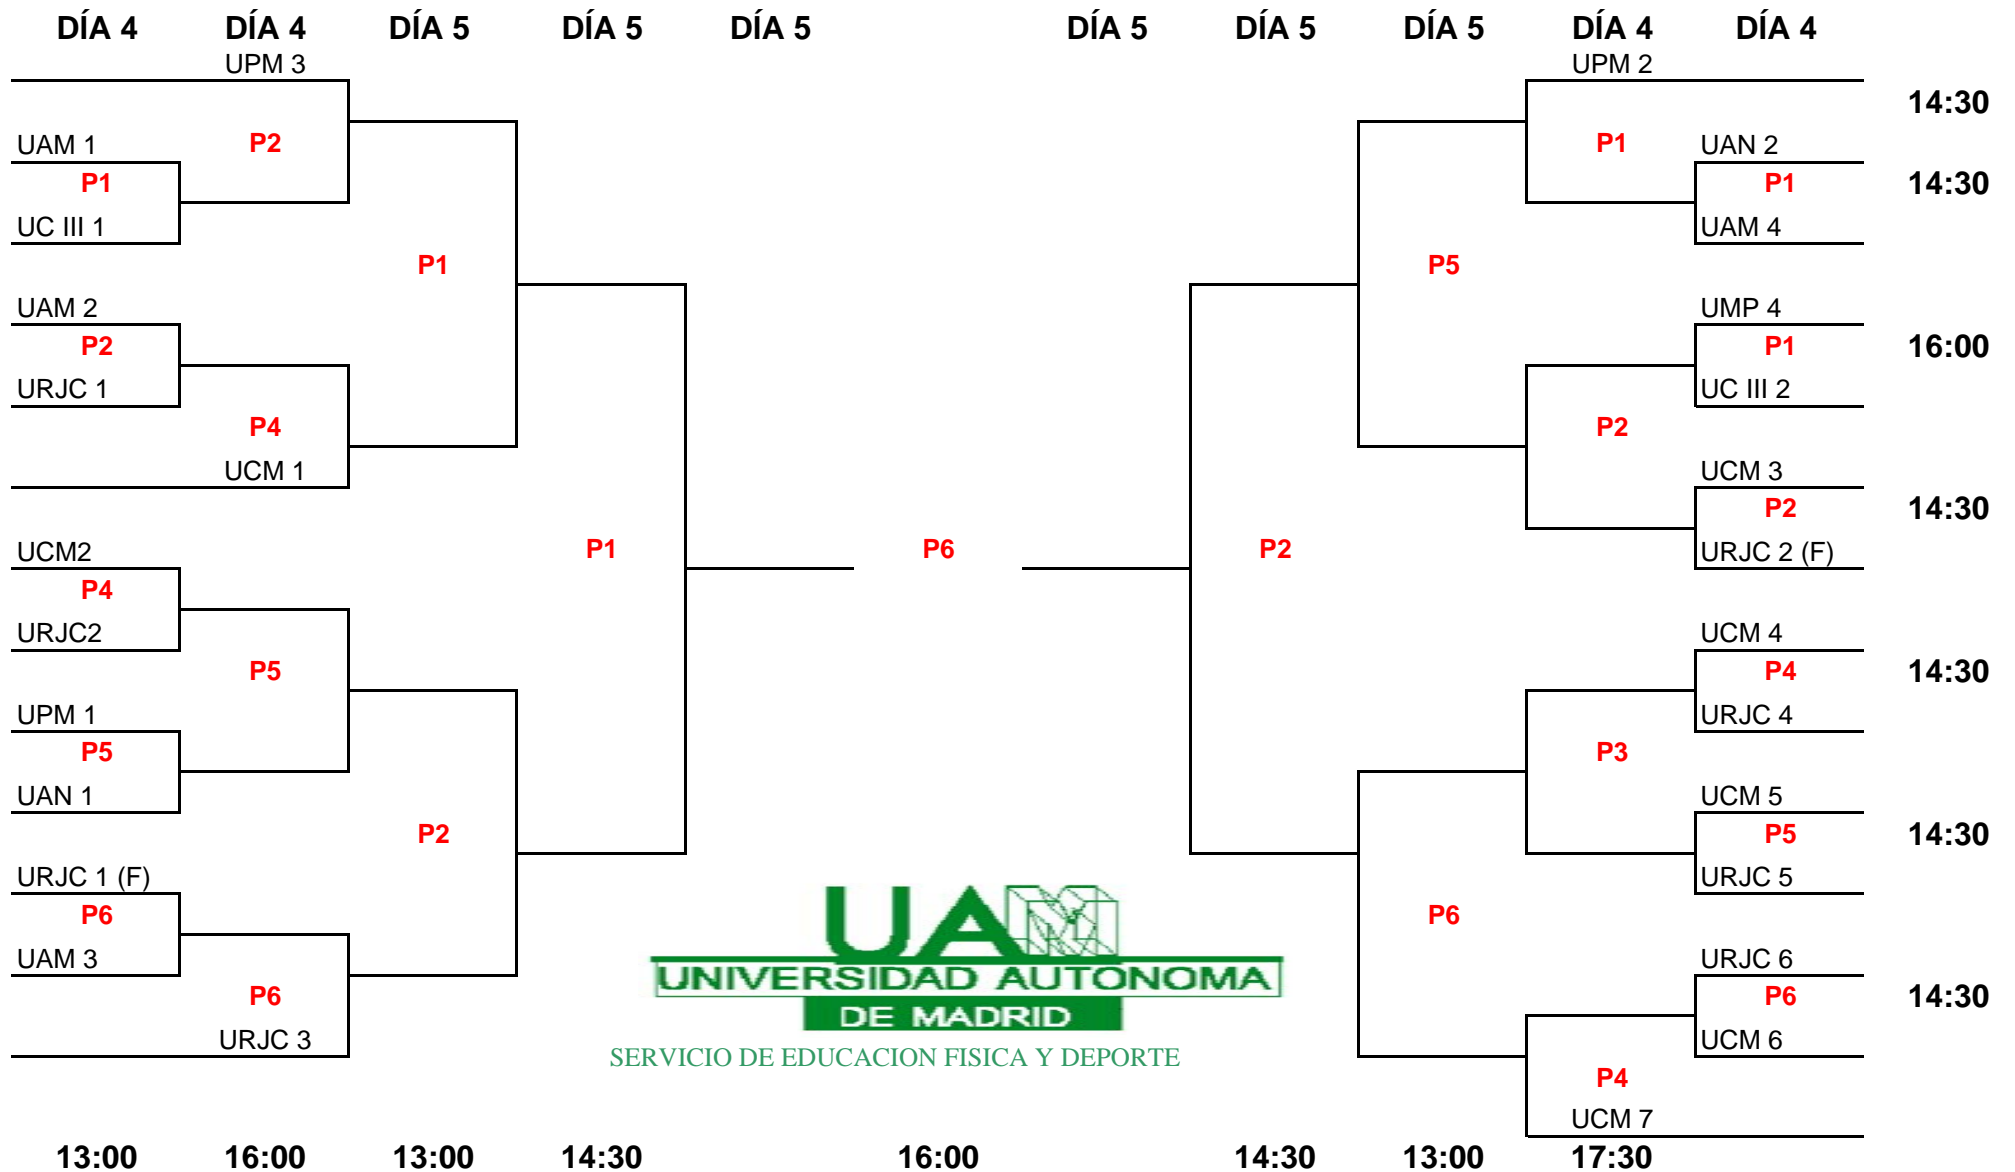 DÍA 4 DÍA 4 DÍA 5 DÍA 5 DÍA 5 DÍA 5 DÍA 5 DÍA 5 DÍA 4 DÍA 4
UPM 3 UPM 2
14:30
UAM 1 P2 P1 UAN 2
P1 P1 14:30
UC III 1 UAM 4
P1 P5
UAM 2 UMP 4
P2 P1 16:00
URJC 1 UC III 2
P4 P2
UCM 1 UCM 3
P2 14:30
UCM2 P1 P6 P2 URJC 2 (F)
P4
URJC2 UCM 4
P5 P4 14:30
UPM 1 URJC 4
P5 P3
UAN 1 UCM 5
P2 P5 14:30
URJC 1 (F) URJC 5
P6 P6
UAM 3 URJC 6
UAM
UNIVERSIDAD AUTONOMA
P6 P6 14:30
DE MADRID
URJC 3 UCM 6
SERVICIO DE EDUCACION FISICA Y DEPORTE
P4
UCM 7
13:00 16:00 13:00 14:30 16:00 14:30 13:00 17:30